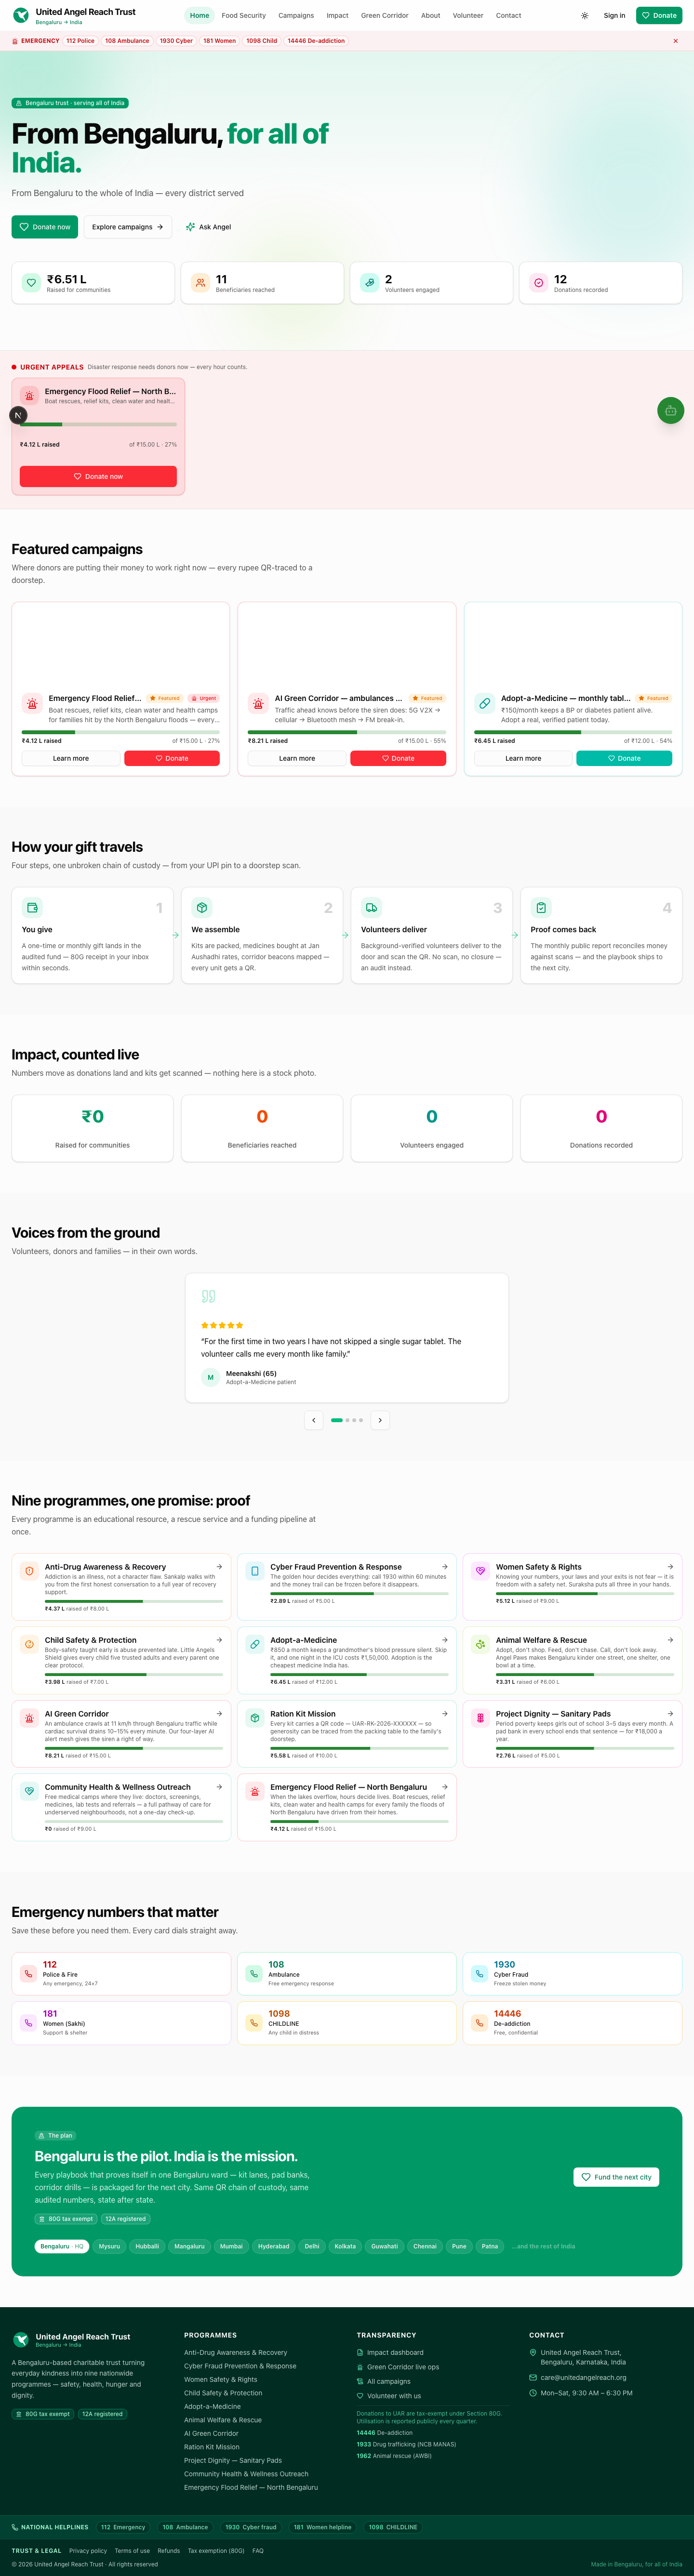 United Angel Reach Trust
Bengaluru → India
Home
Food Security
Campaigns
Impact
Green Corridor
About
Volunteer
Contact
Sign in
Donate
EMERGENCY
112 Police
108 Ambulance
1930 Cyber
181 Women
1098 Child
14446 De-addiction
Bengaluru trust · serving all of India
From Bengaluru, for all of
India.
From Bengaluru to the whole of India — every district served
Donate now
Explore campaigns →
Ask Angel
₹6.51 L
Raised for communities
11
Beneficiaries reached
2
Volunteers engaged
12
Donations recorded
URGENT APPEALS Disaster response needs donors now — every hour counts.
Emergency Flood Relief — North B...
Boat rescues, relief kits, clean water and healt...
N
₹4.12 L raised
of ₹15.00 L · 27%
Donate now
Featured campaigns
Where donors are putting their money to work right now — every rupee QR-traced to a
doorstep.
Emergency Flood Relief...
Featured
Urgent
Boat rescues, relief kits, clean water and health camps
for families hit by the North Bengaluru floods — every...
₹4.12 L raised
of ₹15.00 L · 27%
Learn more
Donate
AI Green Corridor — ambulances ...
Featured
Traffic ahead knows before the siren does: 5G V2X →
cellular → Bluetooth mesh → FM break-in.
₹8.21 L raised
of ₹15.00 L · 55%
Learn more
Donate
Adopt-a-Medicine — monthly tabl...
Featured
₹150/month keeps a BP or diabetes patient alive.
Adopt a real, verified patient today.
₹6.45 L raised
of ₹12.00 L · 54%
Learn more
Donate
How your gift travels
Four steps, one unbroken chain of custody — from your UPI pin to a doorstep scan.
1
You give
A one-time or monthly gift lands in the
audited fund — 80G receipt in your inbox
within seconds.
2
We assemble
Kits are packed, medicines bought at Jan
Aushadhi rates, corridor beacons mapped —
every unit gets a QR.
3
Volunteers deliver
Background-verified volunteers deliver to the
door and scan the QR. No scan, no closure —
an audit instead.
4
Proof comes back
The monthly public report reconciles money
against scans — and the playbook ships to
the next city.
Impact, counted live
Numbers move as donations land and kits get scanned — nothing here is a stock photo.
₹0
Raised for communities
0
Beneficiaries reached
0
Volunteers engaged
0
Donations recorded
Voices from the ground
Volunteers, donors and families — in their own words.
“For the first time in two years I have not skipped a single sugar tablet. The
volunteer calls me every month like family.”
M
Meenakshi (65)
Adopt-a-Medicine patient
Nine programmes, one promise: proof
Every programme is an educational resource, a rescue service and a funding pipeline at
once.
Anti-Drug Awareness & Recovery
Addiction is an illness, not a character flaw. Sankalp walks with
you from the first honest conversation to a full year of recovery
support.
₹4.37 L raised of ₹8.00 L
Cyber Fraud Prevention & Response
The golden hour decides everything: call 1930 within 60 minutes
and the money trail can be frozen before it disappears.
₹2.89 L raised of ₹5.00 L
Women Safety & Rights
Knowing your numbers, your laws and your exits is not fear — it is
freedom with a safety net. Suraksha puts all three in your hands.
₹5.12 L raised of ₹9.00 L
Child Safety & Protection
Body-safety taught early is abuse prevented late. Little Angels
Shield gives every child five trusted adults and every parent one
clear protocol.
₹3.98 L raised of ₹7.00 L
Adopt-a-Medicine
₹850 a month keeps a grandmother's blood pressure silent. Skip
it, and one night in the ICU costs ₹1,50,000. Adoption is the
cheapest medicine India has.
₹6.45 L raised of ₹12.00 L
Animal Welfare & Rescue
Adopt, don't shop. Feed, don't chase. Call, don't look away.
Angel Paws makes Bengaluru kinder one street, one shelter, one
bowl at a time.
₹3.31 L raised of ₹6.00 L
AI Green Corridor
An ambulance crawls at 11 km/h through Bengaluru traffic while
cardiac survival drains 10–15% every minute. Our four-layer AI
alert mesh gives the siren a right of way.
₹8.21 L raised of ₹15.00 L
Ration Kit Mission
Every kit carries a QR code — UAR-RK-2026-XXXXXX — so
generosity can be traced from the packing table to the family's
doorstep.
₹5.58 L raised of ₹10.00 L
Project Dignity — Sanitary Pads
Period poverty keeps girls out of school 3–5 days every month. A
pad bank in every school ends that sentence — for ₹18,000 a
year.
₹2.76 L raised of ₹5.00 L
Community Health & Wellness Outreach
Free medical camps where they live: doctors, screenings,
medicines, lab tests and referrals — a full pathway of care for
underserved neighbourhoods, not a one-day check-up.
₹0 raised of ₹9.00 L
Emergency Flood Relief — North Bengaluru
When the lakes overflow, hours decide lives. Boat rescues, relief
kits, clean water and health camps for every family the floods of
North Bengaluru have driven from their homes.
₹4.12 L raised of ₹15.00 L
Emergency numbers that matter
Save these before you need them. Every card dials straight away.
112
Police & Fire
Any emergency, 24×7
108
Ambulance
Free emergency response
1930
Cyber Fraud
Freeze stolen money
181
Women (Sakhi)
Support & shelter
1098
CHILDLINE
Any child in distress
14446
De-addiction
Free, confidential
The plan
Bengaluru is the pilot. India is the mission.
Every playbook that proves itself in one Bengaluru ward — kit lanes, pad banks,
corridor drills — is packaged for the next city. Same QR chain of custody, same
audited numbers, state after state.
80G tax exempt
12A registered
Fund the next city
Bengaluru · HQ
Mysuru
Hubballi
Mangaluru
Mumbai
Hyderabad
Delhi
Kolkata
Guwahati
Chennai
Pune
Patna
...and the rest of India
United Angel Reach Trust
Bengaluru → India
A Bengaluru-based charitable trust turning
everyday kindness into nine nationwide
programmes — safety, health, hunger and
dignity.
80G tax exempt
12A registered
PROGRAMMES
Anti-Drug Awareness & Recovery
Cyber Fraud Prevention & Response
Women Safety & Rights
Child Safety & Protection
Adopt-a-Medicine
Animal Welfare & Rescue
AI Green Corridor
Ration Kit Mission
Project Dignity — Sanitary Pads
Community Health & Wellness Outreach
Emergency Flood Relief — North Bengaluru
TRANSPARENCY
Impact dashboard
Green Corridor live ops
All campaigns
Volunteer with us
Donations to UAR are tax-exempt under Section 80G.
Utilisation is reported publicly every quarter.
14446 De-addiction
1933 Drug trafficking (NCB MANAS)
1962 Animal rescue (AWBI)
CONTACT
United Angel Reach Trust,
Bengaluru, Karnataka, India
care@unitedangelreach.org
Mon–Sat, 9:30 AM – 6:30 PM
NATIONAL HELPLINES
112 Emergency
108 Ambulance
1930 Cyber fraud
181 Women helpline
1098 CHILDLINE
TRUST & LEGAL
Privacy policy
Terms of use
Refunds
Tax exemption (80G)
FAQ
© 2026 United Angel Reach Trust · All rights reserved
Made in Bengaluru, for all of India